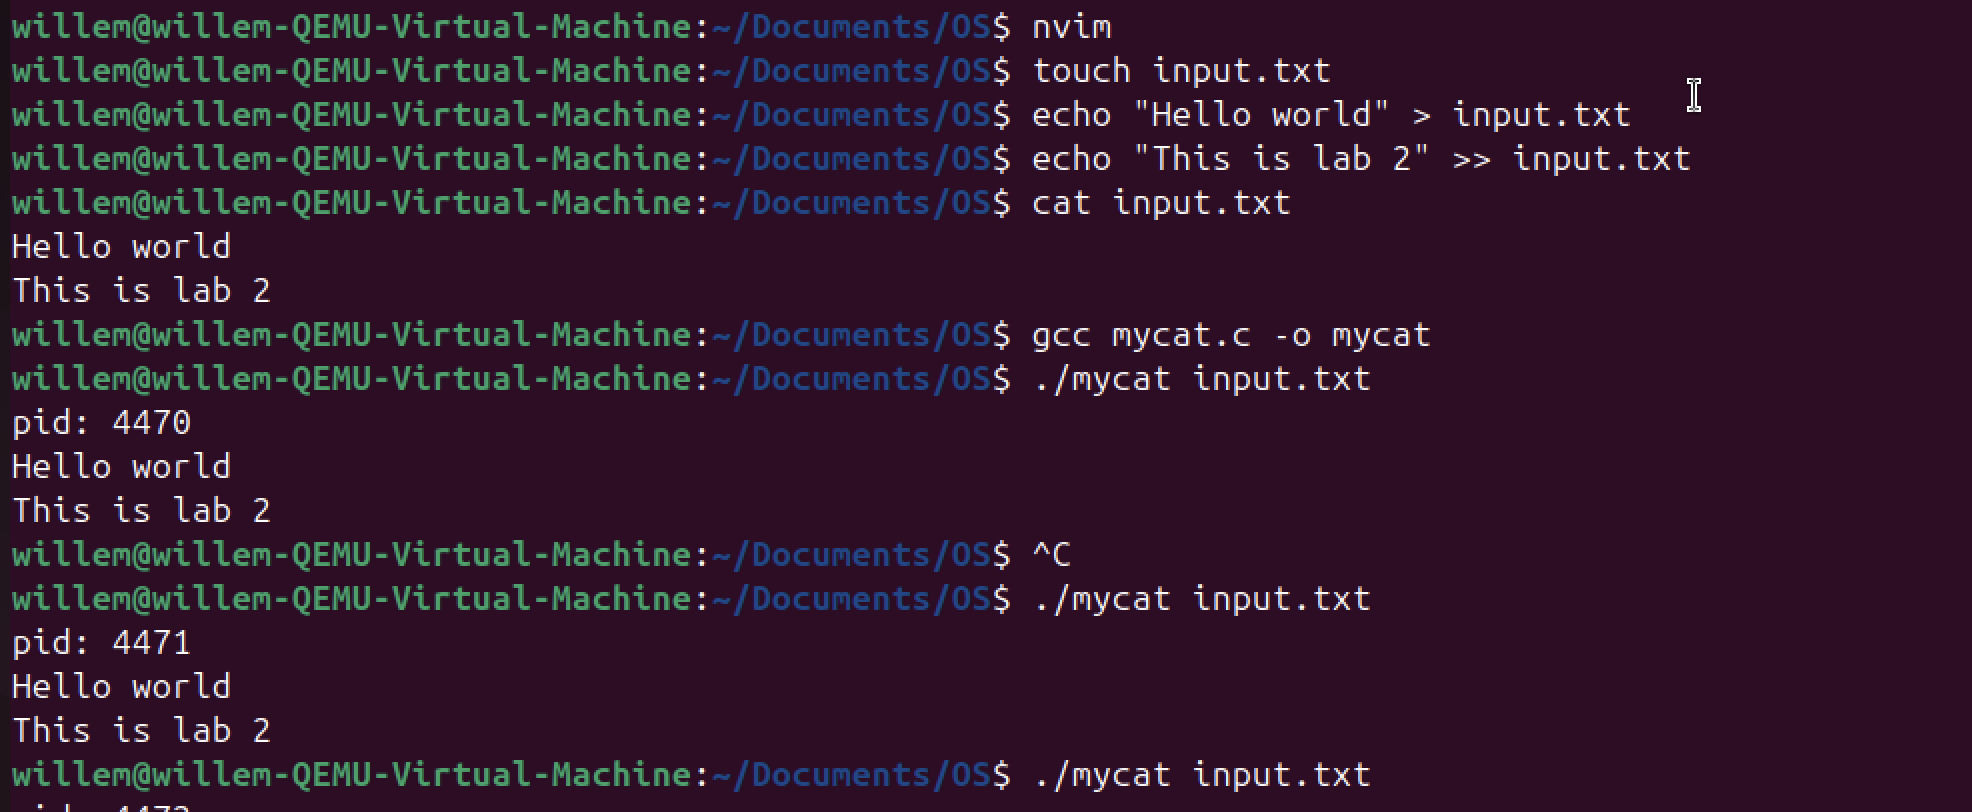 willem@willem-QEMU-Virtual-Machine:~/Documents/OS$ nvim
willem@willem-QEMU-Virtual-Machine:~/Documents/OS$ touch input.txt
willem@willem-QEMU-Virtual-Machine:~/Documents/OS$ echo "Hello world" > input.txt
willem@willem-QEMU-Virtual-Machine:~/Documents/OS$ echo "This is lab 2" >> input.txt
willem@willem-QEMU-Virtual-Machine:~/Documents/OS$ cat input.txt
Hello world
This is lab 2
willem@willem-QEMU-Virtual-Machine:~/Documents/OS$ gcc mycat.c -o mycat
willem@willem-QEMU-Virtual-Machine:~/Documents/OS$ ./mycat input.txt
pid: 4470
Hello world
This is lab 2
willem@willem-QEMU-Virtual-Machine:~/Documents/OS$ ^C
willem@willem-QEMU-Virtual-Machine:~/Documents/OS$ ./mycat input.txt
pid: 4471
Hello world
This is lab 2
willem@willem-QEMU-Virtual-Machine:~/Documents/OS$ ./mycat input.txt